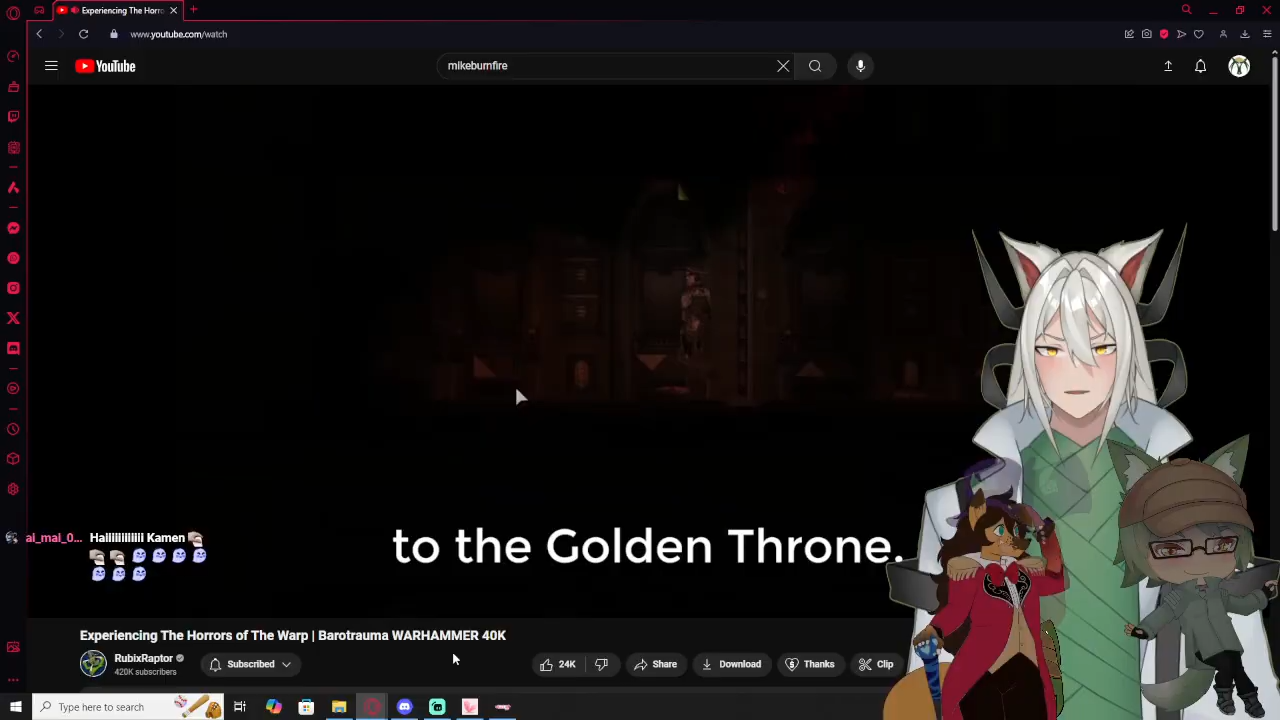 Experiencing The Horro
www.youtube.com/watch
YouTube
mikeburnfire
to the Golden Throne.
al_mal_0... Haiiiiiiiiiiii Kamen
Experiencing The Horrors of The Warp | Barotrauma WARHAMMER 40K
RubixRaptor
420K subscribers
Subscribed
24K
Share
Download
Thanks
Clip
Type here to search